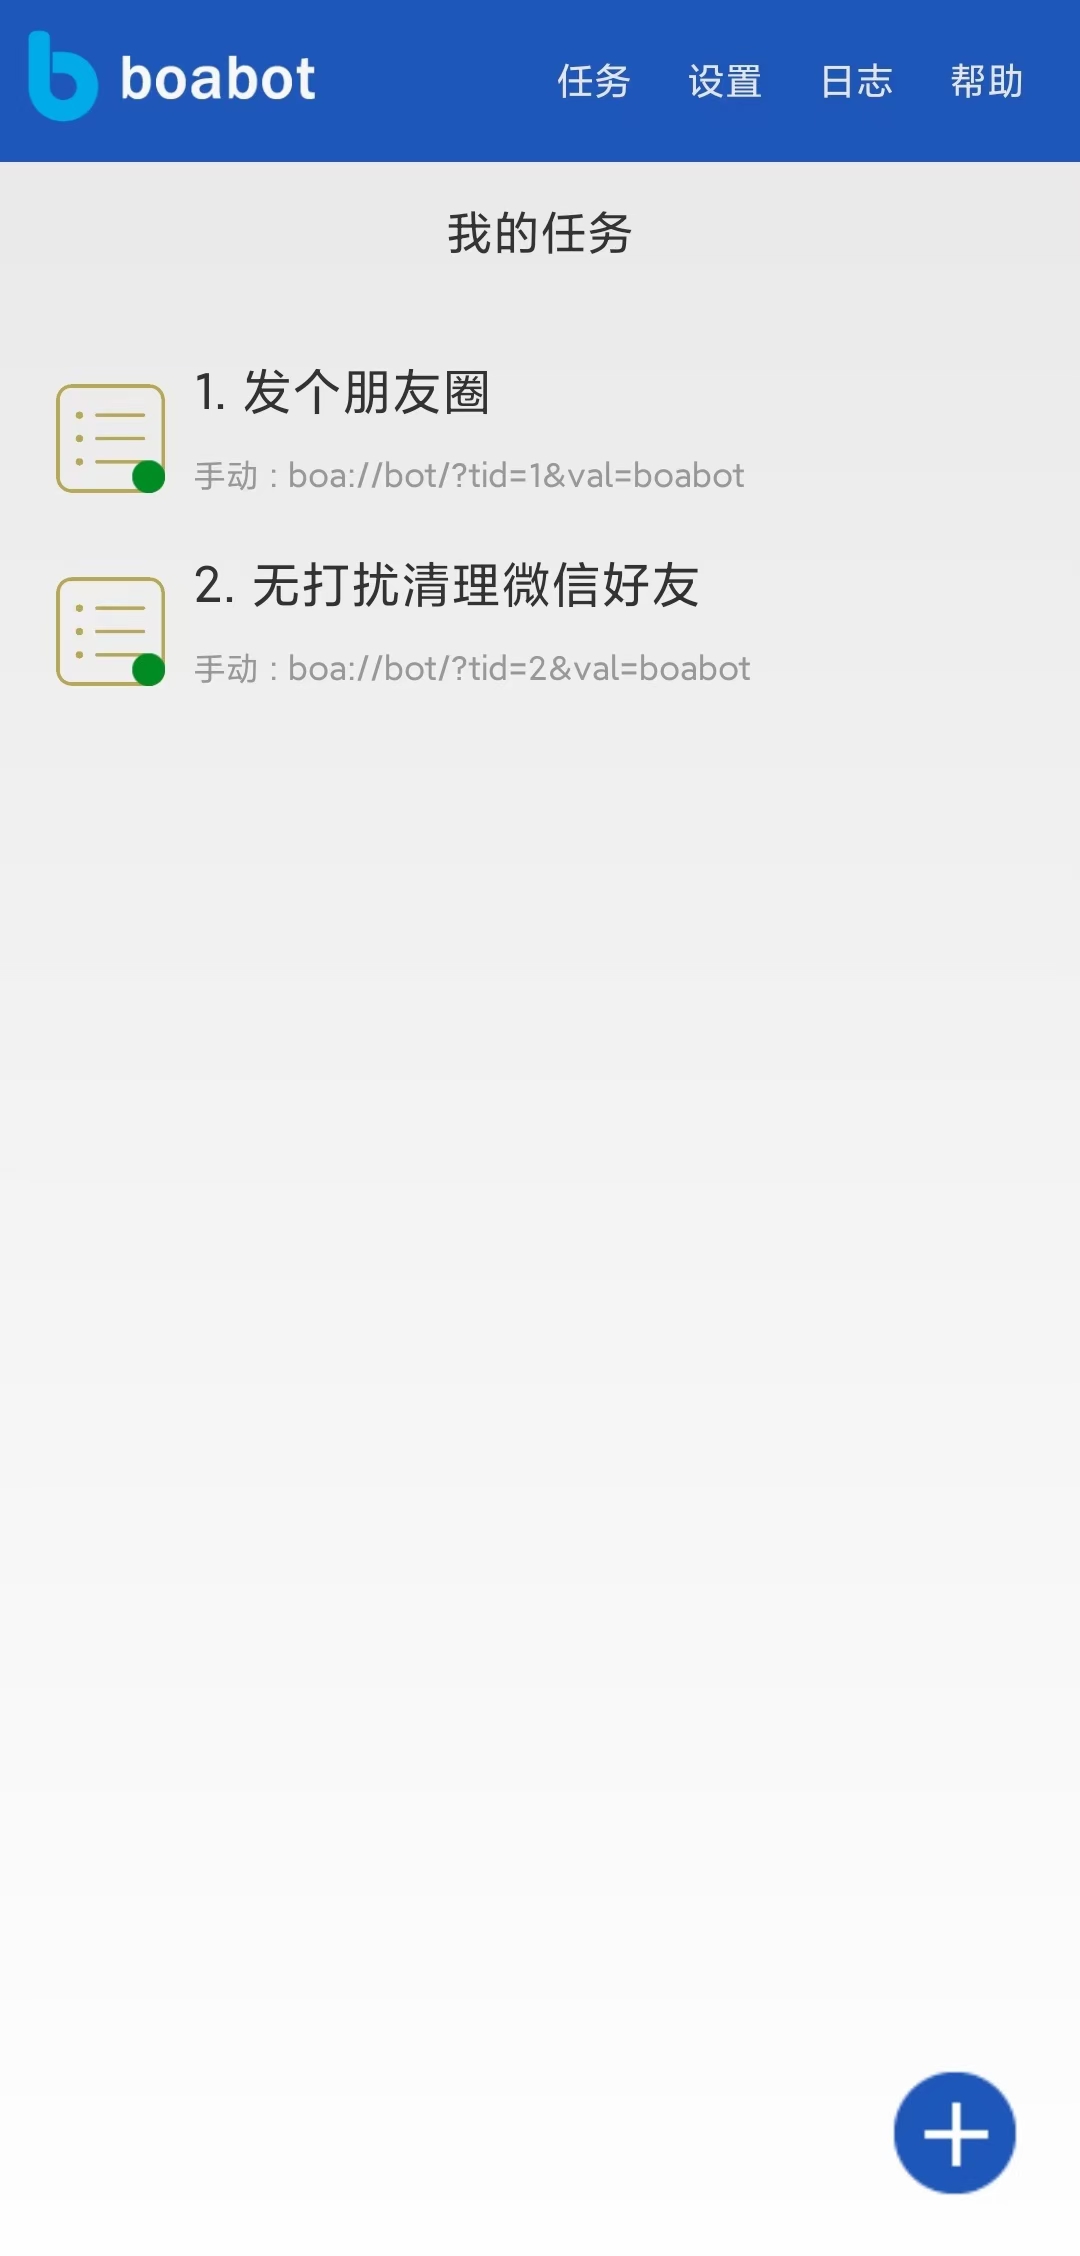 boabot 任务 设置 日志 帮助
我的任务
1. 发个朋友圈
手动 : boa://bot/?tid=1&val=boabot
2. 无打扰清理微信好友
手动 : boa://bot/?tid=2&val=boabot